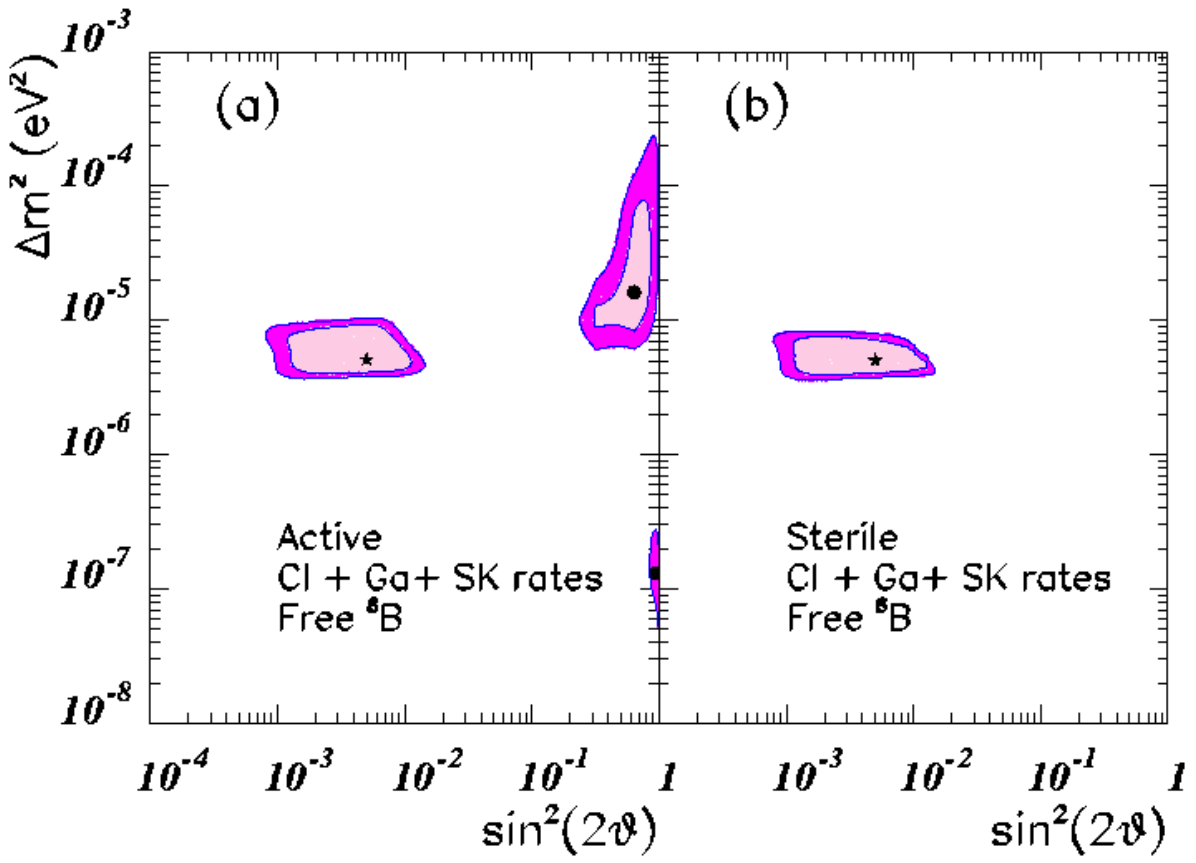 10⁻³
(a)
(b)
Δm² (eV²)
10⁻⁴
10⁻⁵
10⁻⁶
Active
Cl + Ga+ SK rates
Free ⁸B
Sterile
Cl + Ga+ SK rates
Free ⁸B
10⁻⁷
10⁻⁸
10⁻⁴ 10⁻³ 10⁻² 10⁻¹ 1 10⁻³ 10⁻² 10⁻¹ 1
sin²(2ϑ) sin²(2ϑ)